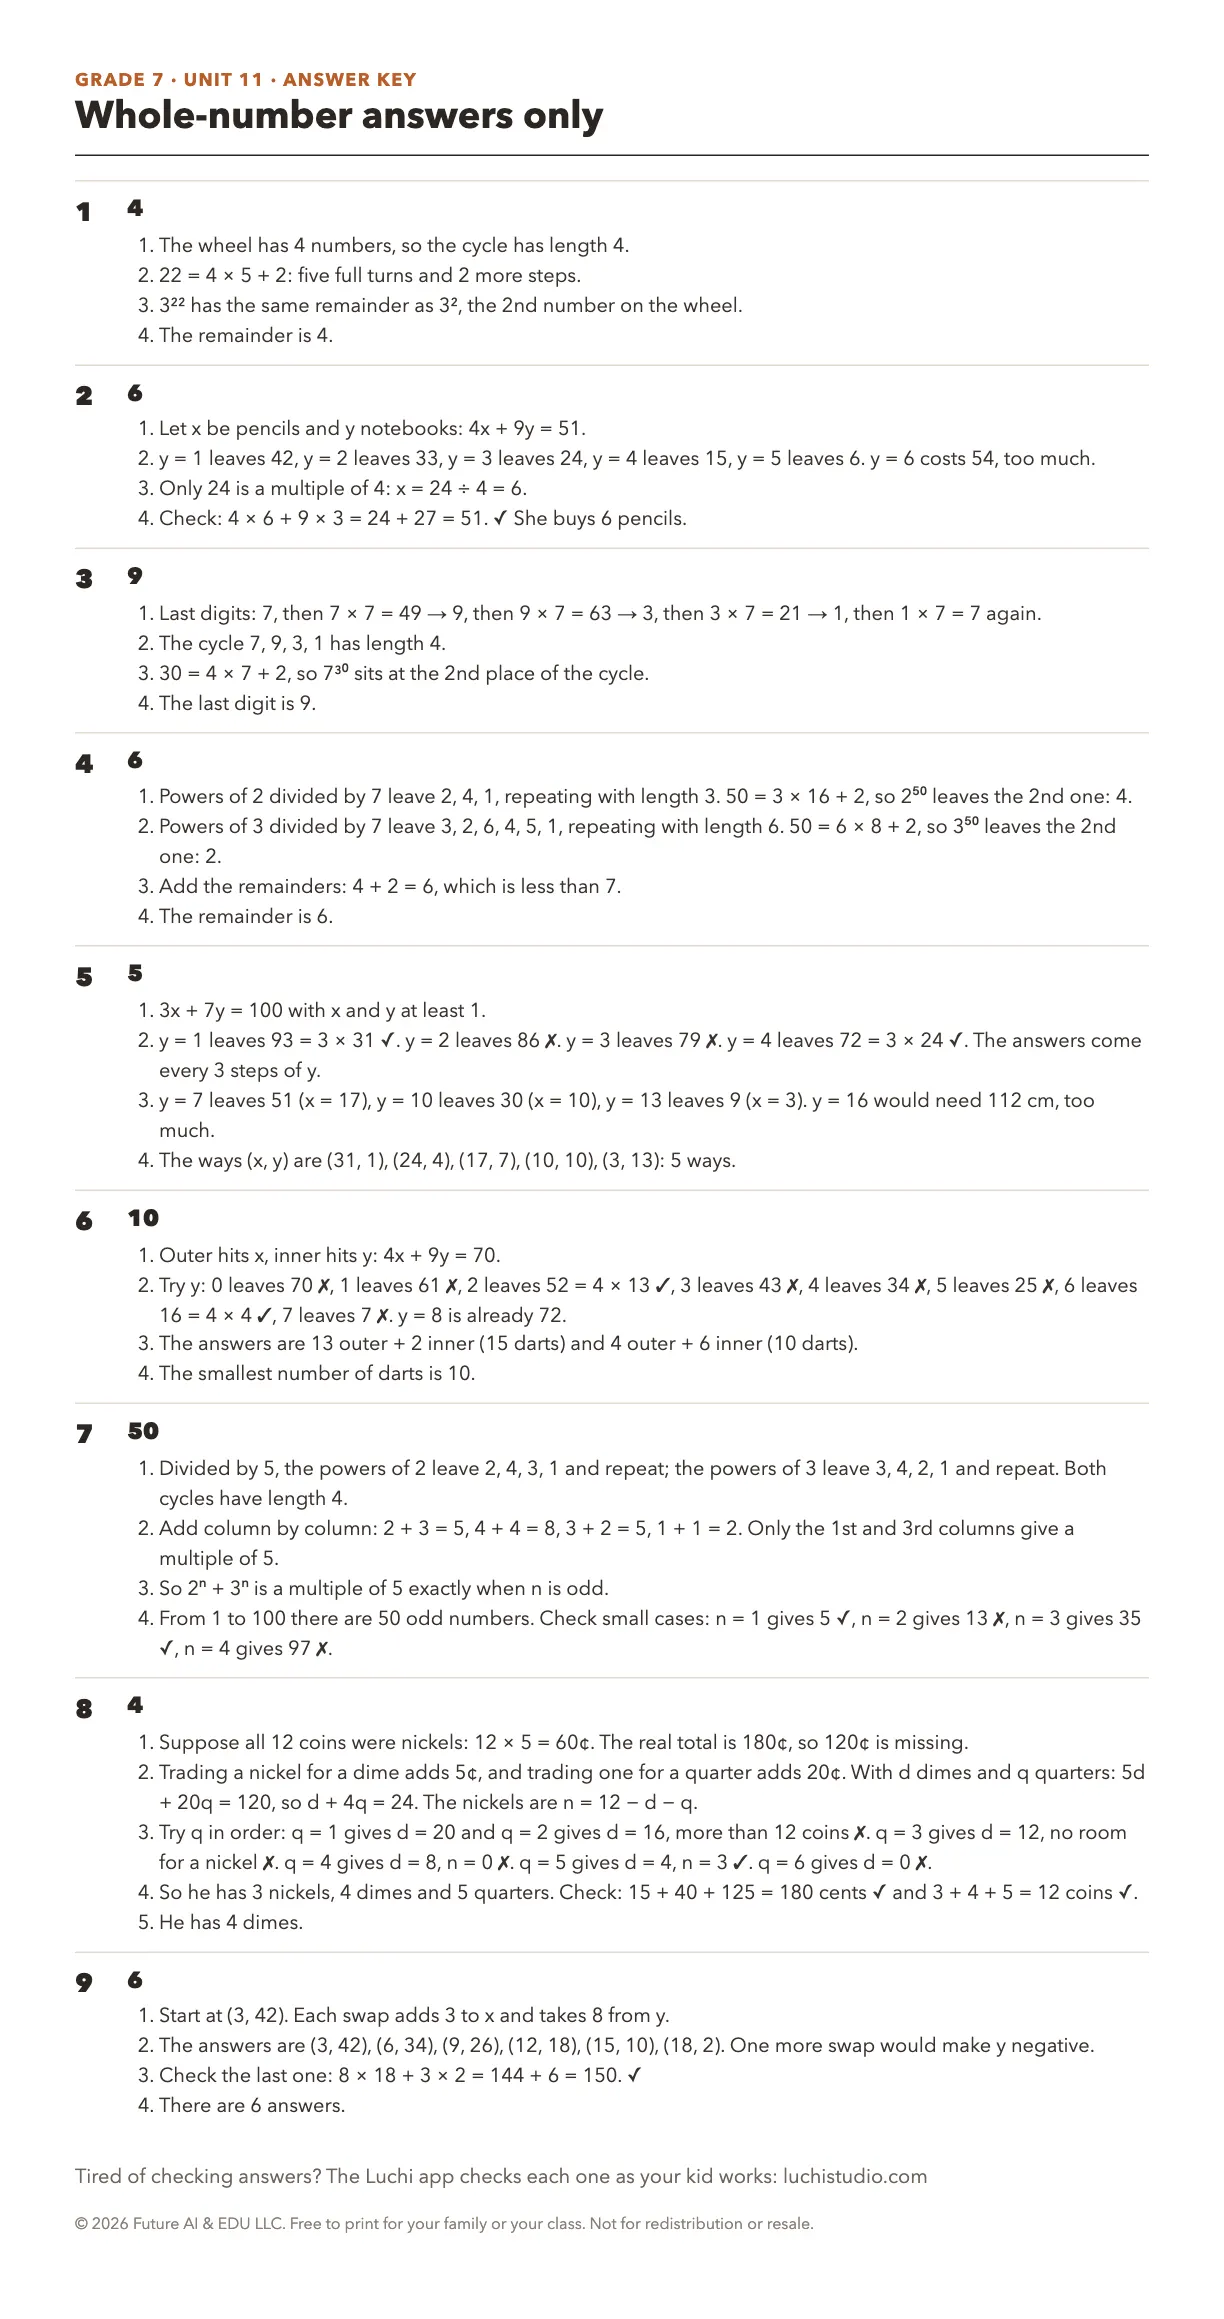 GRADE 7 · UNIT 11 · ANSWER KEY
Whole-number answers only
1 4
1. The wheel has 4 numbers, so the cycle has length 4.
2. 22 = 4 × 5 + 2: five full turns and 2 more steps.
3. 3²² has the same remainder as 3², the 2nd number on the wheel.
4. The remainder is 4.
2 6
1. Let x be pencils and y notebooks: 4x + 9y = 51.
2. y = 1 leaves 42, y = 2 leaves 33, y = 3 leaves 24, y = 4 leaves 15, y = 5 leaves 6. y = 6 costs 54, too much.
3. Only 24 is a multiple of 4: x = 24 ÷ 4 = 6.
4. Check: 4 × 6 + 9 × 3 = 24 + 27 = 51. ✓ She buys 6 pencils.
3 9
1. Last digits: 7, then 7 × 7 = 49 → 9, then 9 × 7 = 63 → 3, then 3 × 7 = 21 → 1, then 1 × 7 = 7 again.
2. The cycle 7, 9, 3, 1 has length 4.
3. 30 = 4 × 7 + 2, so 7³⁰ sits at the 2nd place of the cycle.
4. The last digit is 9.
4 6
1. Powers of 2 divided by 7 leave 2, 4, 1, repeating with length 3. 50 = 3 × 16 + 2, so 2⁵⁰ leaves the 2nd one: 4.
2. Powers of 3 divided by 7 leave 3, 2, 6, 4, 5, 1, repeating with length 6. 50 = 6 × 8 + 2, so 3⁵⁰ leaves the 2nd
one: 2.
3. Add the remainders: 4 + 2 = 6, which is less than 7.
4. The remainder is 6.
5 5
1. 3x + 7y = 100 with x and y at least 1.
2. y = 1 leaves 93 = 3 × 31 ✓. y = 2 leaves 86 ✗. y = 3 leaves 79 ✗. y = 4 leaves 72 = 3 × 24 ✓. The answers come
every 3 steps of y.
3. y = 7 leaves 51 (x = 17), y = 10 leaves 30 (x = 10), y = 13 leaves 9 (x = 3). y = 16 would need 112 cm, too
much.
4. The ways (x, y) are (31, 1), (24, 4), (17, 7), (10, 10), (3, 13): 5 ways.
6 10
1. Outer hits x, inner hits y: 4x + 9y = 70.
2. Try y: 0 leaves 70 ✗, 1 leaves 61 ✗, 2 leaves 52 = 4 × 13 ✓, 3 leaves 43 ✗, 4 leaves 34 ✗, 5 leaves 25 ✗, 6 leaves
16 = 4 × 4 ✓, 7 leaves 7 ✗. y = 8 is already 72.
3. The answers are 13 outer + 2 inner (15 darts) and 4 outer + 6 inner (10 darts).
4. The smallest number of darts is 10.
7 50
1. Divided by 5, the powers of 2 leave 2, 4, 3, 1 and repeat; the powers of 3 leave 3, 4, 2, 1 and repeat. Both
cycles have length 4.
2. Add column by column: 2 + 3 = 5, 4 + 4 = 8, 3 + 2 = 5, 1 + 1 = 2. Only the 1st and 3rd columns give a
multiple of 5.
3. So 2ⁿ + 3ⁿ is a multiple of 5 exactly when n is odd.
4. From 1 to 100 there are 50 odd numbers. Check small cases: n = 1 gives 5 ✓, n = 2 gives 13 ✗, n = 3 gives 35
✓, n = 4 gives 97 ✗.
8 4
1. Suppose all 12 coins were nickels: 12 × 5 = 60¢. The real total is 180¢, so 120¢ is missing.
2. Trading a nickel for a dime adds 5¢, and trading one for a quarter adds 20¢. With d dimes and q quarters: 5d
+ 20q = 120, so d + 4q = 24. The nickels are n = 12 − d − q.
3. Try q in order: q = 1 gives d = 20 and q = 2 gives d = 16, more than 12 coins ✗. q = 3 gives d = 12, no room
for a nickel ✗. q = 4 gives d = 8, n = 0 ✗. q = 5 gives d = 4, n = 3 ✓. q = 6 gives d = 0 ✗.
4. So he has 3 nickels, 4 dimes and 5 quarters. Check: 15 + 40 + 125 = 180 cents ✓ and 3 + 4 + 5 = 12 coins ✓.
5. He has 4 dimes.
9 6
1. Start at (3, 42). Each swap adds 3 to x and takes 8 from y.
2. The answers are (3, 42), (6, 34), (9, 26), (12, 18), (15, 10), (18, 2). One more swap would make y negative.
3. Check the last one: 8 × 18 + 3 × 2 = 144 + 6 = 150. ✓
4. There are 6 answers.
Tired of checking answers? The Luchi app checks each one as your kid works: luchistudio.com
© 2026 Future AI & EDU LLC. Free to print for your family or your class. Not for redistribution or resale.